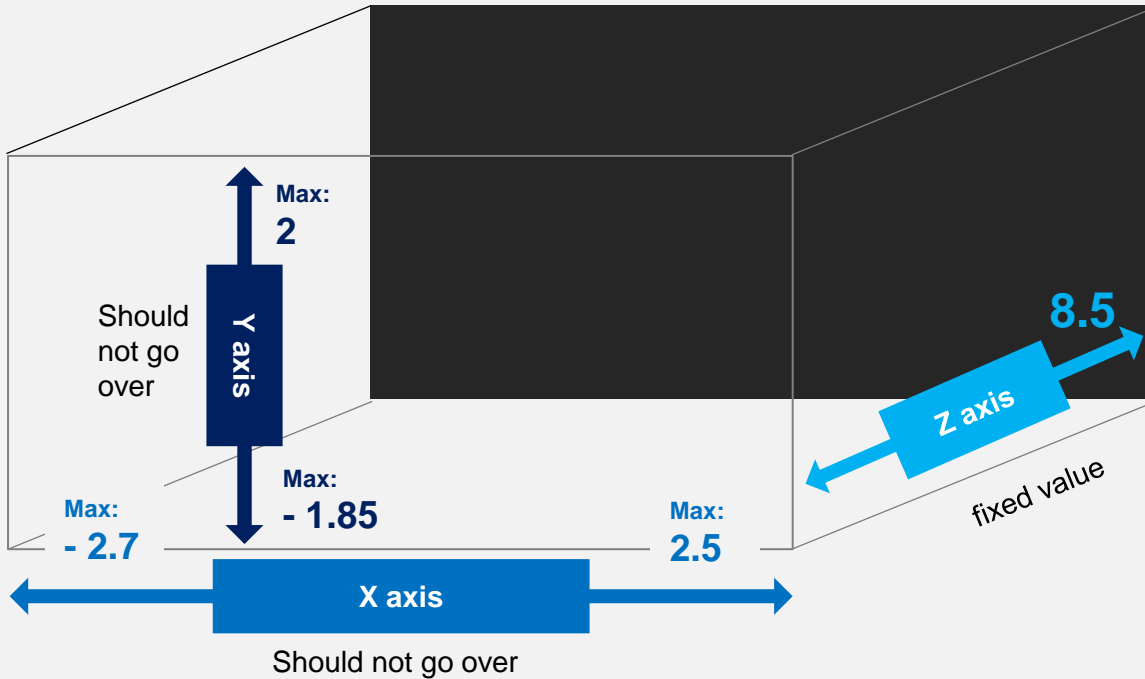 Max:
2
Should
not go
over
Y axis
8.5
Z axis
fixed value
Max:
- 1.85
Max:
- 2.7
Max:
2.5
X axis
Should not go over